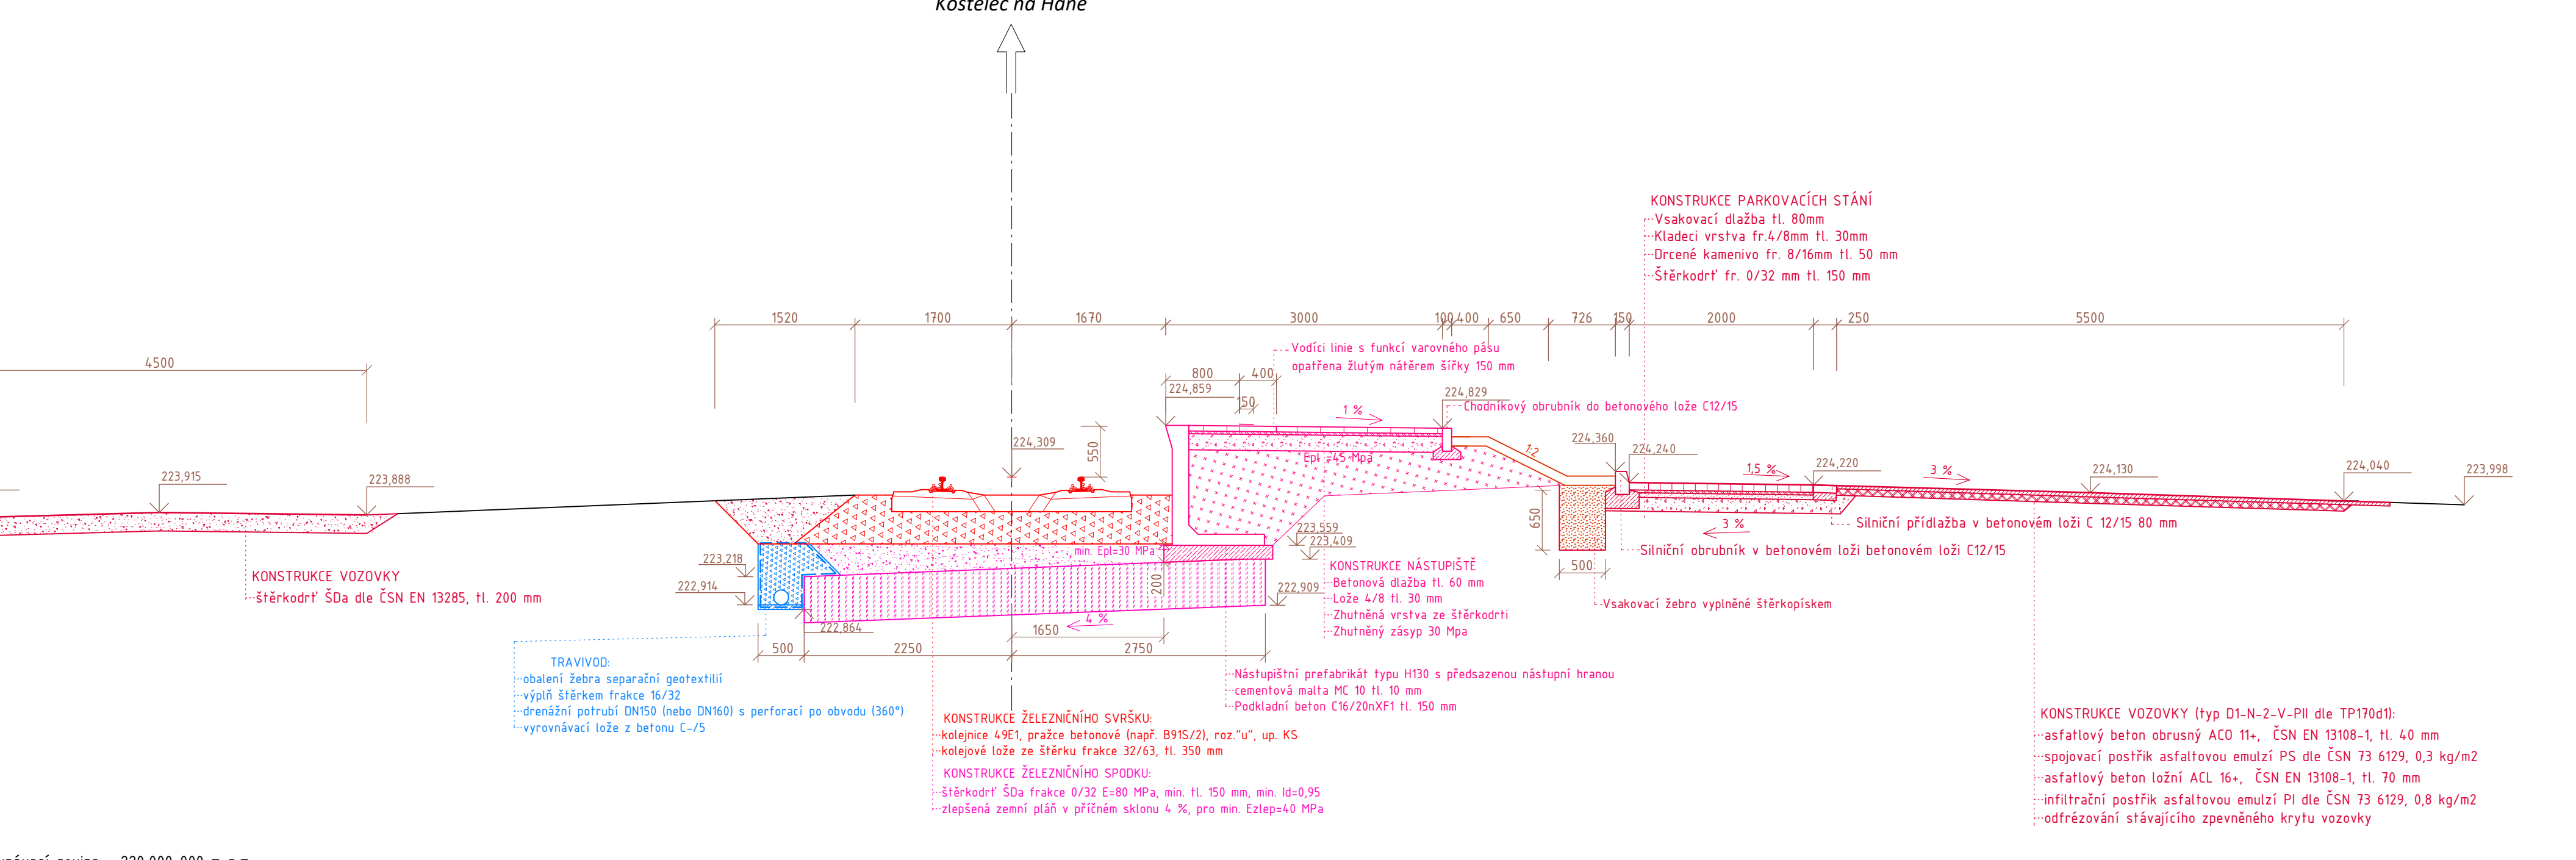 Kostelec na Hané
KONSTRUKCE PARKOVACÍCH STÁNÍ
Vsakovací dlažba tl. 80mm
Kladeci vrstva fr.4/8mm tl. 30mm
Drcené kamenivo fr. 8/16mm tl. 50 mm
Štěrkodrť fr. 0/32 mm tl. 150 mm
1520 1700 1670 3000 100 400 650 726 150 2000 250 5500
4500
Vodící linie s funkcí varovného pásu
opatřena žlutým nátěrem šířky 150 mm
800 400
224,859
150
224,829
1 %
Chodníkový obrubník do betonového lože C12/15
224,309
550
Epl =45 Mpa
1:2
224,360
224,240
1,5 %
224,220
3 %
224,130
224,040
223,998
223,915
223,888
650
223,559
223,409
3 %
Silniční přídlažba v betonovém loži C 12/15 80 mm
Silniční obrubník v betonovém loži betonovém loži C12/15
min. Epl=30 MPa
223,218
222,914
200
222,909
500
KONSTRUKCE VOZOVKY
štěrkodrť ŠDa dle ČSN EN 13285, tl. 200 mm
KONSTRUKCE NÁSTUPIŠTĚ
Betonová dlažba tl. 60 mm
Lože 4/8 tl. 30 mm
Zhutněná vrstva ze štěrkodrti
Zhutněný zásyp 30 Mpa
Vsakovací žebro vyplněné štěrkopískem
4 %
222,864
1650
500 2250 2750
TRAVIVOD:
obalení žebra separační geotextilií
výplň štěrkem frakce 16/32
drenážní potrubí DN150 (nebo DN160) s perforací po obvodu (360°)
vyrovnávací lože z betonu C-/5
Nástupištní prefabrikát typu H130 s předsazenou nástupní hranou
cementová malta MC 10 tl. 10 mm
Podkladní beton C16/20nXF1 tl. 150 mm
KONSTRUKCE ŽELEZNIČNÍHO SVRŠKU:
kolejnice 49E1, pražce betonové (např. B91S/2), roz."u", up. KS
kolejové lože ze štěrku frakce 32/63, tl. 350 mm
KONSTRUKCE ŽELEZNIČNÍHO SPODKU:
štěrkodrť ŠDa frakce 0/32 E=80 MPa, min. tl. 150 mm, min. Id=0,95
zlepšená zemní pláň v příčném sklonu 4 %, pro min. Ezlep=40 MPa
KONSTRUKCE VOZOVKY (typ D1-N-2-V-PII dle TP170d1):
asfatlový beton obrusný ACO 11+, ČSN EN 13108-1, tl. 40 mm
spojovací postřik asfaltovou emulzí PS dle ČSN 73 6129, 0,3 kg/m2
asfatlový beton ložní ACL 16+, ČSN EN 13108-1, tl. 70 mm
infiltrační postřik asfaltovou emulzí PI dle ČSN 73 6129, 0,8 kg/m2
odfrézování stávajícího zpevněného krytu vozovky